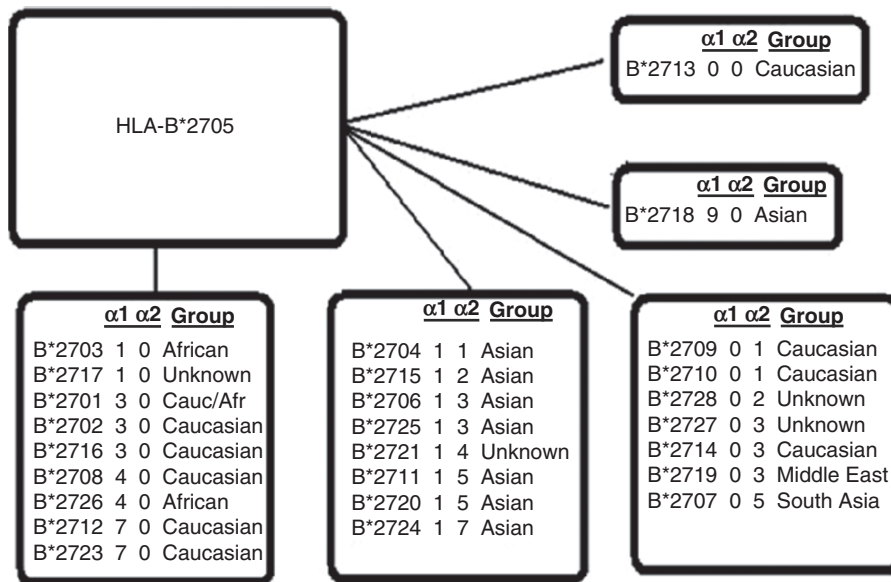 HLA-B*2705
α1 α2 Group
B*2713 0 0 Caucasian
α1 α2 Group
B*2718 9 0 Asian
α1 α2 Group
B*2703 1 0 African
B*2717 1 0 Unknown
B*2701 3 0 Cauc/Afr
B*2702 3 0 Caucasian
B*2716 3 0 Caucasian
B*2708 4 0 Caucasian
B*2726 4 0 African
B*2712 7 0 Caucasian
B*2723 7 0 Caucasian
α1 α2 Group
B*2704 1 1 Asian
B*2715 1 2 Asian
B*2706 1 3 Asian
B*2725 1 3 Asian
B*2721 1 4 Unknown
B*2711 1 5 Asian
B*2720 1 5 Asian
B*2724 1 7 Asian
α1 α2 Group
B*2709 0 1 Caucasian
B*2710 0 1 Caucasian
B*2728 0 2 Unknown
B*2727 0 3 Unknown
B*2714 0 3 Caucasian
B*2719 0 3 Middle East
B*2707 0 5 South Asia